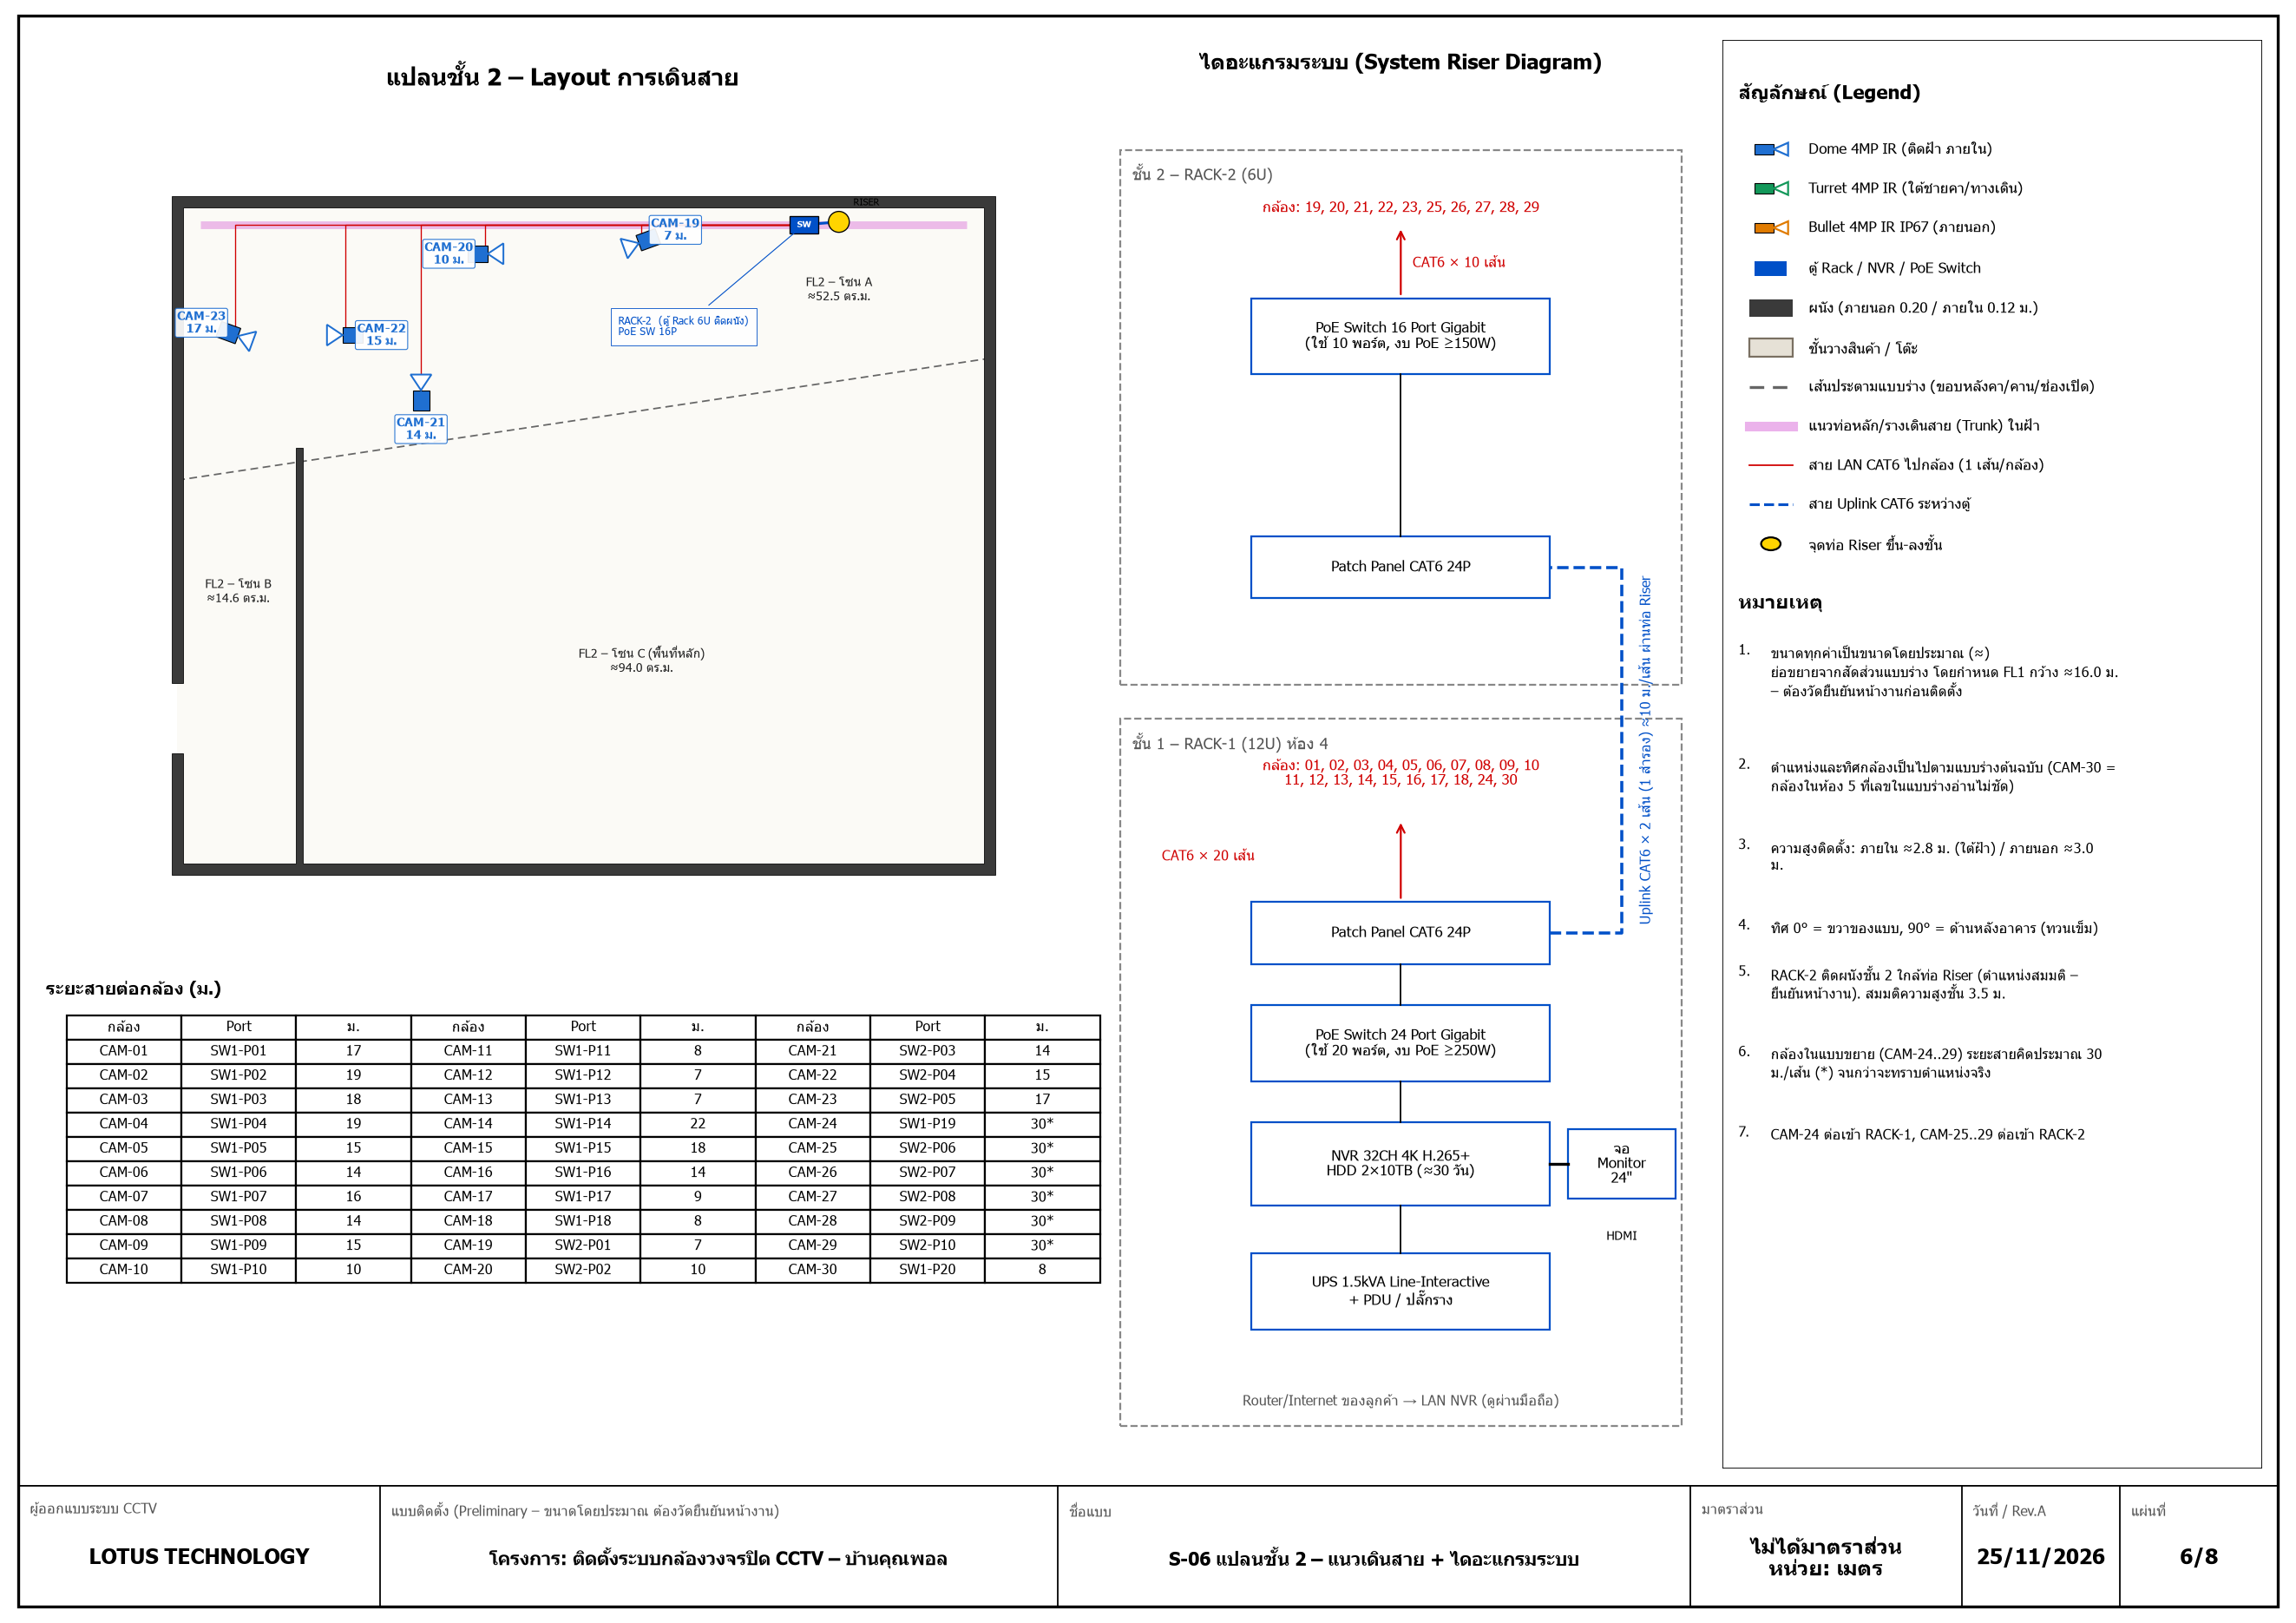 แปลนชั้น 2 – Layout การเดินสาย
RISER
CAM-19
7 ม.
SW
CAM-20
10 ม.
FL2 – โซน A
≈52.5 ตร.ม.
CAM-23
17 ม.
CAM-22
15 ม.
RACK-2 (ตู้ Rack 6U ติดผนัง)
PoE SW 16P
CAM-21
14 ม.
FL2 – โซน B
≈14.6 ตร.ม.
FL2 – โซน C (พื้นที่หลัก)
≈94.0 ตร.ม.
ระยะสายต่อกล้อง (ม.)
กล้อง Port ม. กล้อง Port ม. กล้อง Port ม.
CAM-01 SW1-P01 17 CAM-11 SW1-P11 8 CAM-21 SW2-P03 14
CAM-02 SW1-P02 19 CAM-12 SW1-P12 7 CAM-22 SW2-P04 15
CAM-03 SW1-P03 18 CAM-13 SW1-P13 7 CAM-23 SW2-P05 17
CAM-04 SW1-P04 19 CAM-14 SW1-P14 22 CAM-24 SW1-P19 30*
CAM-05 SW1-P05 15 CAM-15 SW1-P15 18 CAM-25 SW2-P06 30*
CAM-06 SW1-P06 14 CAM-16 SW1-P16 14 CAM-26 SW2-P07 30*
CAM-07 SW1-P07 16 CAM-17 SW1-P17 9 CAM-27 SW2-P08 30*
CAM-08 SW1-P08 14 CAM-18 SW1-P18 8 CAM-28 SW2-P09 30*
CAM-09 SW1-P09 15 CAM-19 SW2-P01 7 CAM-29 SW2-P10 30*
CAM-10 SW1-P10 10 CAM-20 SW2-P02 10 CAM-30 SW1-P20 8
ไดอะแกรมระบบ (System Riser Diagram)
ชั้น 2 – RACK-2 (6U)
กล้อง: 19, 20, 21, 22, 23, 25, 26, 27, 28, 29
CAT6 × 10 เส้น
PoE Switch 16 Port Gigabit
(ใช้ 10 พอร์ต, งบ PoE ≥150W)
Patch Panel CAT6 24P
Uplink CAT6 × 2 เส้น (1 สำรอง) ≈10 ม./เส้น ผ่านท่อ Riser
ชั้น 1 – RACK-1 (12U) ห้อง 4
กล้อง: 01, 02, 03, 04, 05, 06, 07, 08, 09, 10
11, 12, 13, 14, 15, 16, 17, 18, 24, 30
CAT6 × 20 เส้น
Patch Panel CAT6 24P
PoE Switch 24 Port Gigabit
(ใช้ 20 พอร์ต, งบ PoE ≥250W)
NVR 32CH 4K H.265+
HDD 2×10TB (≈30 วัน)
จอ
Monitor
24"
HDMI
UPS 1.5kVA Line-Interactive
+ PDU / ปลั๊กราง
Router/Internet ของลูกค้า → LAN NVR (ดูผ่านมือถือ)
สัญลักษณ์ (Legend)
Dome 4MP IR (ติดฝ้า ภายใน)
Turret 4MP IR (ใต้ชายคา/ทางเดิน)
Bullet 4MP IR IP67 (ภายนอก)
ตู้ Rack / NVR / PoE Switch
ผนัง (ภายนอก 0.20 / ภายใน 0.12 ม.)
ชั้นวางสินค้า / โต๊ะ
เส้นประตามแบบร่าง (ขอบหลังคา/คาน/ช่องเปิด)
แนวท่อหลัก/รางเดินสาย (Trunk) ในฝ้า
สาย LAN CAT6 ไปกล้อง (1 เส้น/กล้อง)
สาย Uplink CAT6 ระหว่างตู้
จุดท่อ Riser ขึ้น-ลงชั้น
หมายเหตุ
1. ขนาดทุกค่าเป็นขนาดโดยประมาณ (≈)
ย่อขยายจากสัดส่วนแบบร่าง โดยกำหนด FL1 กว้าง ≈16.0 ม.
– ต้องวัดยืนยันหน้างานก่อนติดตั้ง
2. ตำแหน่งและทิศกล้องเป็นไปตามแบบร่างต้นฉบับ (CAM-30 =
กล้องในห้อง 5 ที่เลขในแบบร่างอ่านไม่ชัด)
3. ความสูงติดตั้ง: ภายใน ≈2.8 ม. (ใต้ฝ้า) / ภายนอก ≈3.0
ม.
4. ทิศ 0° = ขวาของแบบ, 90° = ด้านหลังอาคาร (ทวนเข็ม)
5. RACK-2 ติดผนังชั้น 2 ใกล้ท่อ Riser (ตำแหน่งสมมติ –
ยืนยันหน้างาน). สมมติความสูงชั้น 3.5 ม.
6. กล้องในแบบขยาย (CAM-24..29) ระยะสายคิดประมาณ 30
ม./เส้น (*) จนกว่าจะทราบตำแหน่งจริง
7. CAM-24 ต่อเข้า RACK-1, CAM-25..29 ต่อเข้า RACK-2
ผู้ออกแบบระบบ CCTV
LOTUS TECHNOLOGY
แบบติดตั้ง (Preliminary – ขนาดโดยประมาณ ต้องวัดยืนยันหน้างาน)
โครงการ: ติดตั้งระบบกล้องวงจรปิด CCTV – บ้านคุณพอล
ชื่อแบบ
S-06 แปลนชั้น 2 – แนวเดินสาย + ไดอะแกรมระบบ
มาตราส่วน
ไม่ได้มาตราส่วน
หน่วย: เมตร
วันที่ / Rev.A
25/11/2026
แผ่นที่
6/8